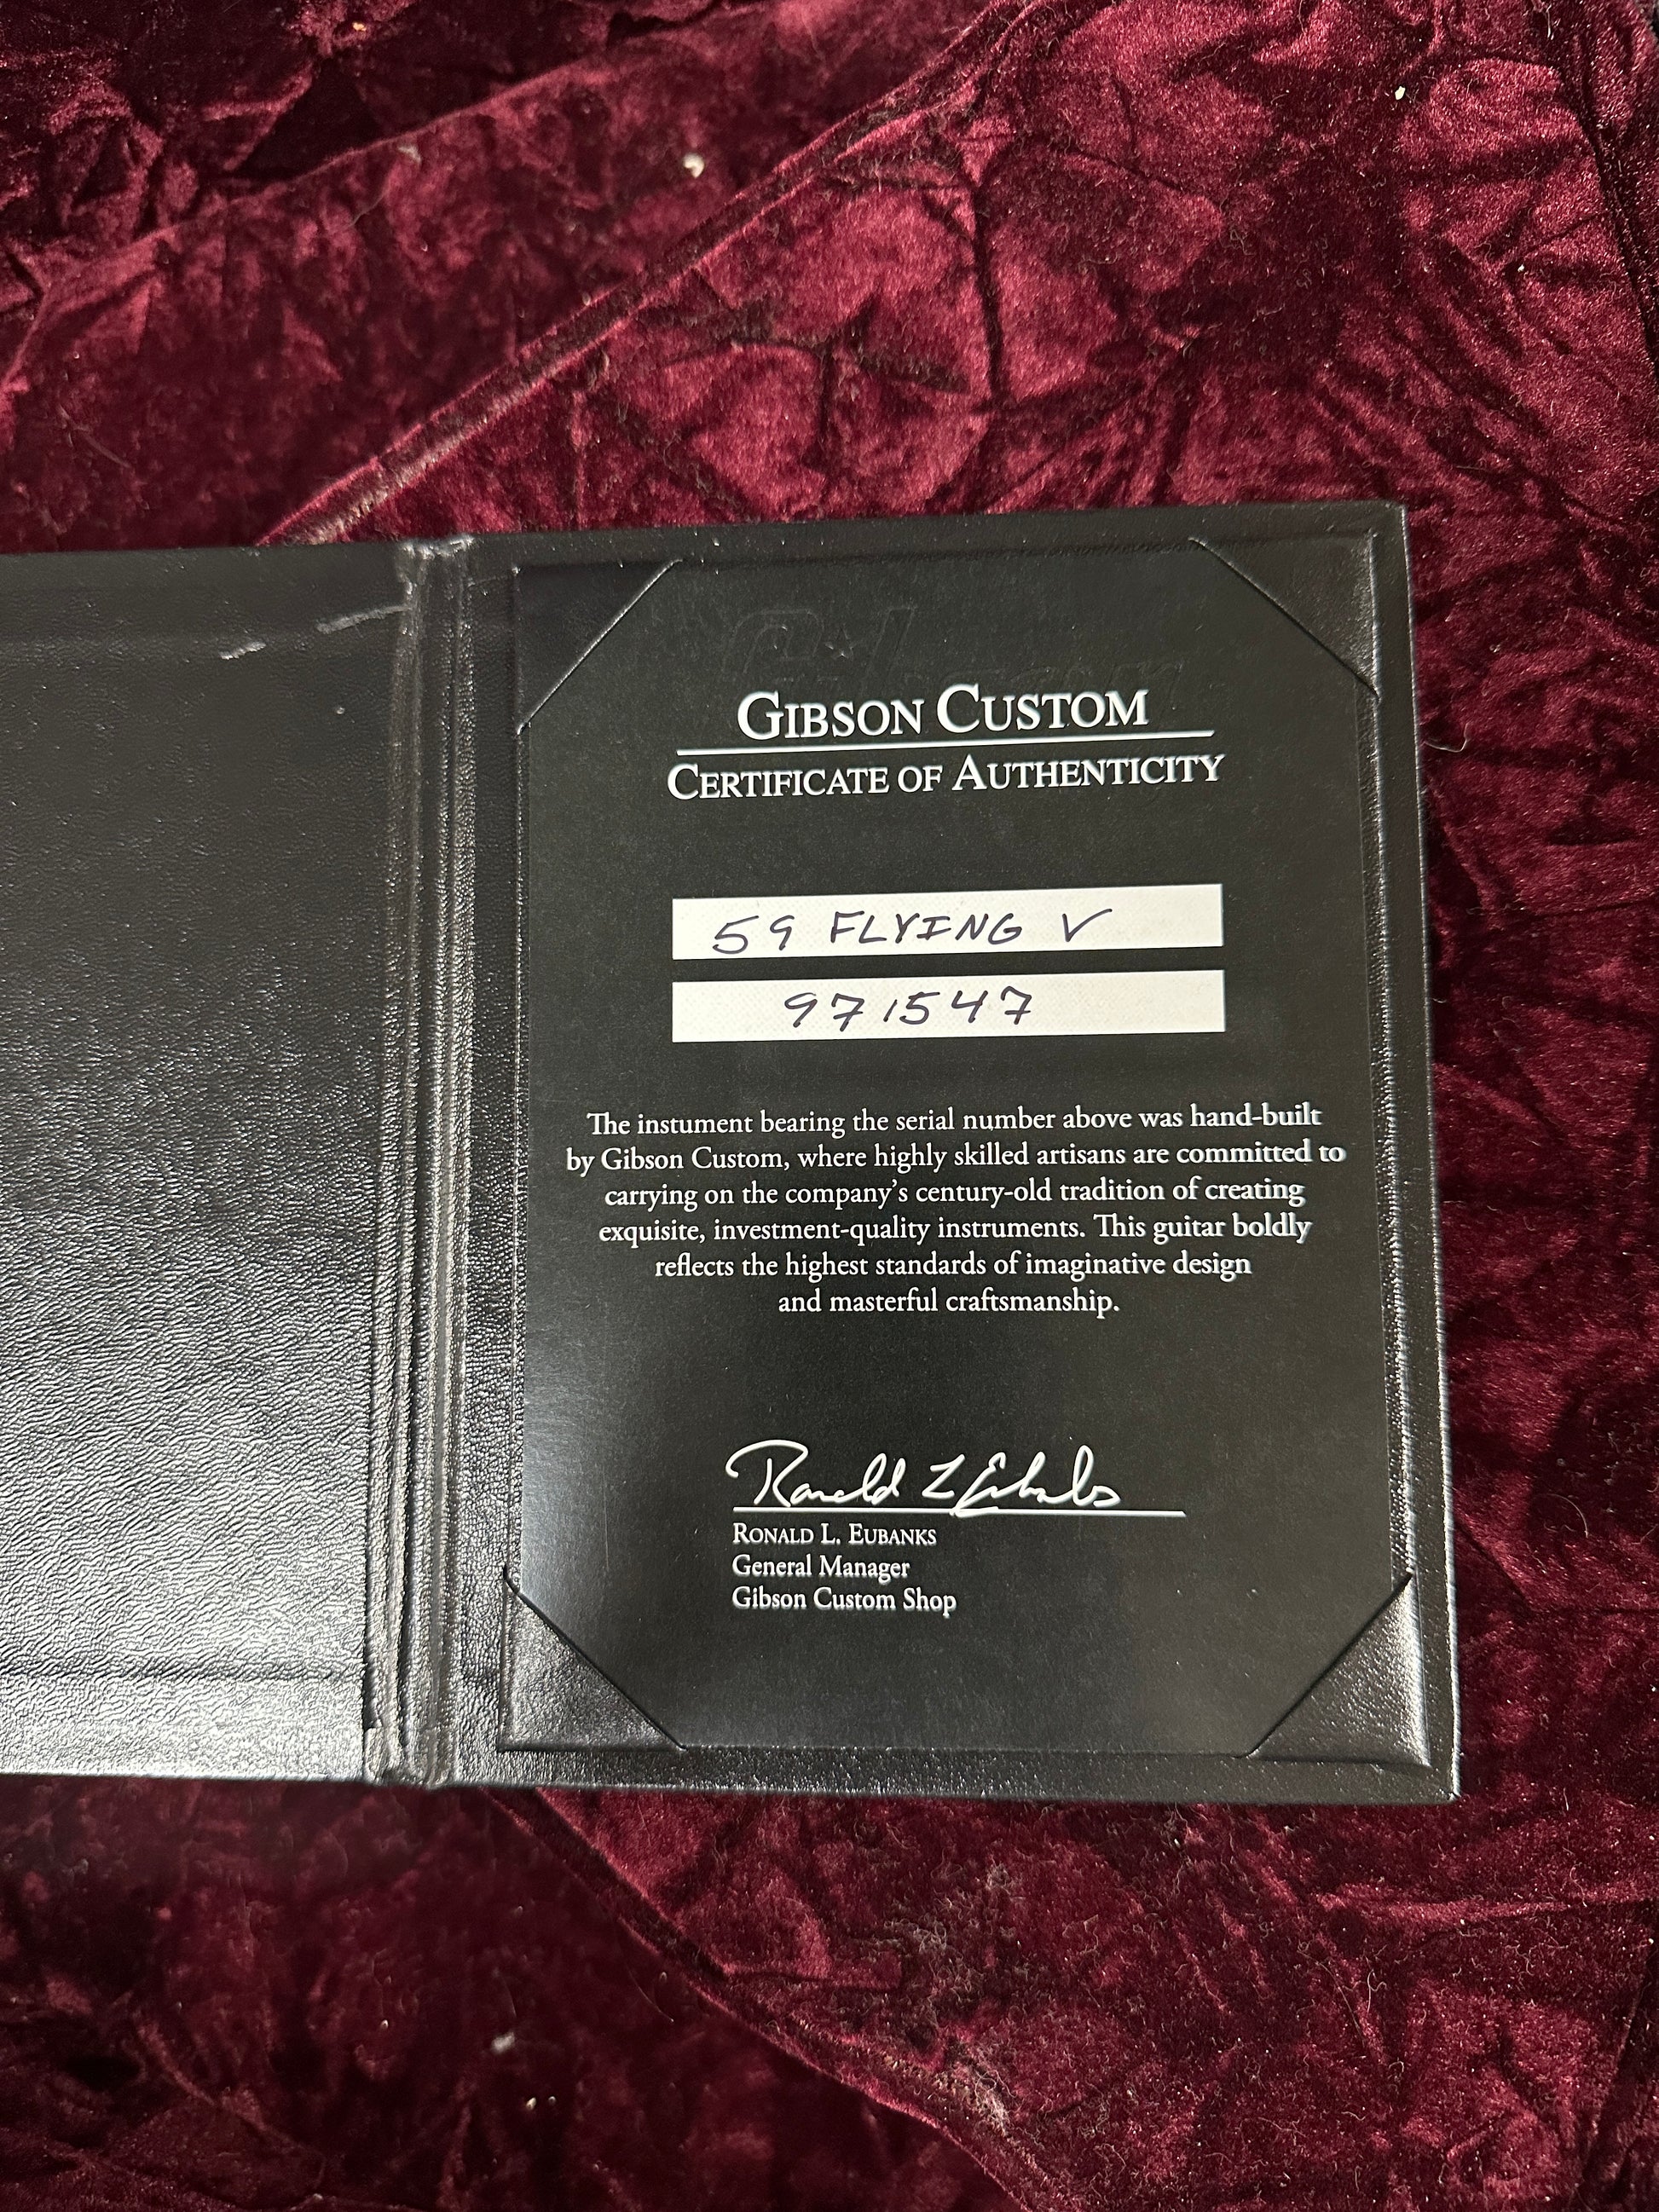 Gibson
GIBSON CUSTOM
CERTIFICATE OF AUTHENTICITY
59 FLYING V
971547
The instument bearing the serial number above was hand-built
by Gibson Custom, where highly skilled artisans are committed to
carrying on the company's century-old tradition of creating
exquisite, investment-quality instruments. This guitar boldly
reflects the highest standards of imaginative design
and masterful craftsmanship.
Ronald L Eubanks
RONALD L. EUBANKS
General Manager
Gibson Custom Shop